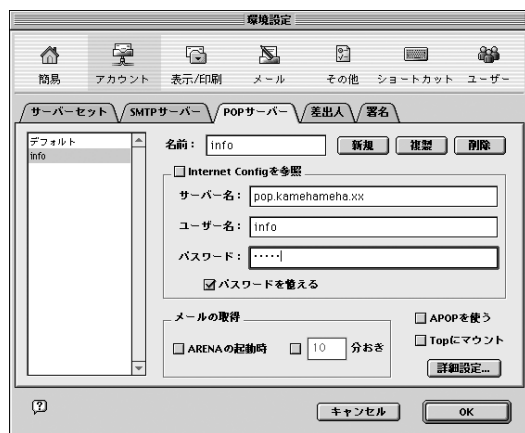 環境設定
簡易 アカウント 表示/印刷 メール その他 ショートカット ユーザー
サーバーセット SMTPサーバー POPサーバー 差出人 署名
デフォルト
info
名前： info 新規 複製 削除
Internet Configを参照
サーバー名： pop.kamehameha.xx
ユーザー名： info
パスワード： •••••
パスワードを憶える
メールの取得
ARENAの起動時 10 分おき
APOPを使う
Topにマウント
詳細設定...
?
キャンセル OK